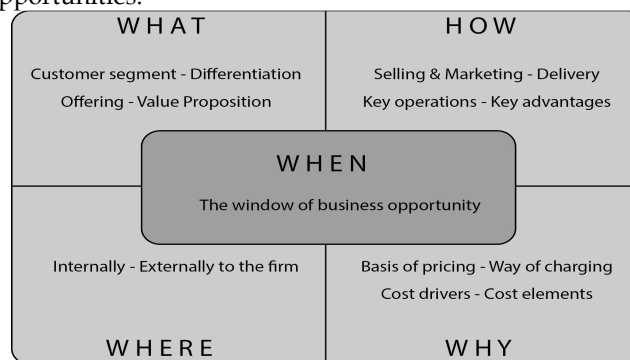 opportunities.
WHAT
Customer segment - Differentiation
Offering - Value Proposition
HOW
Selling & Marketing - Delivery
Key operations - Key advantages
WHEN
The window of business opportunity
Internally - Externally to the firm
WHERE
Basis of pricing - Way of charging
Cost drivers - Cost elements
WHY